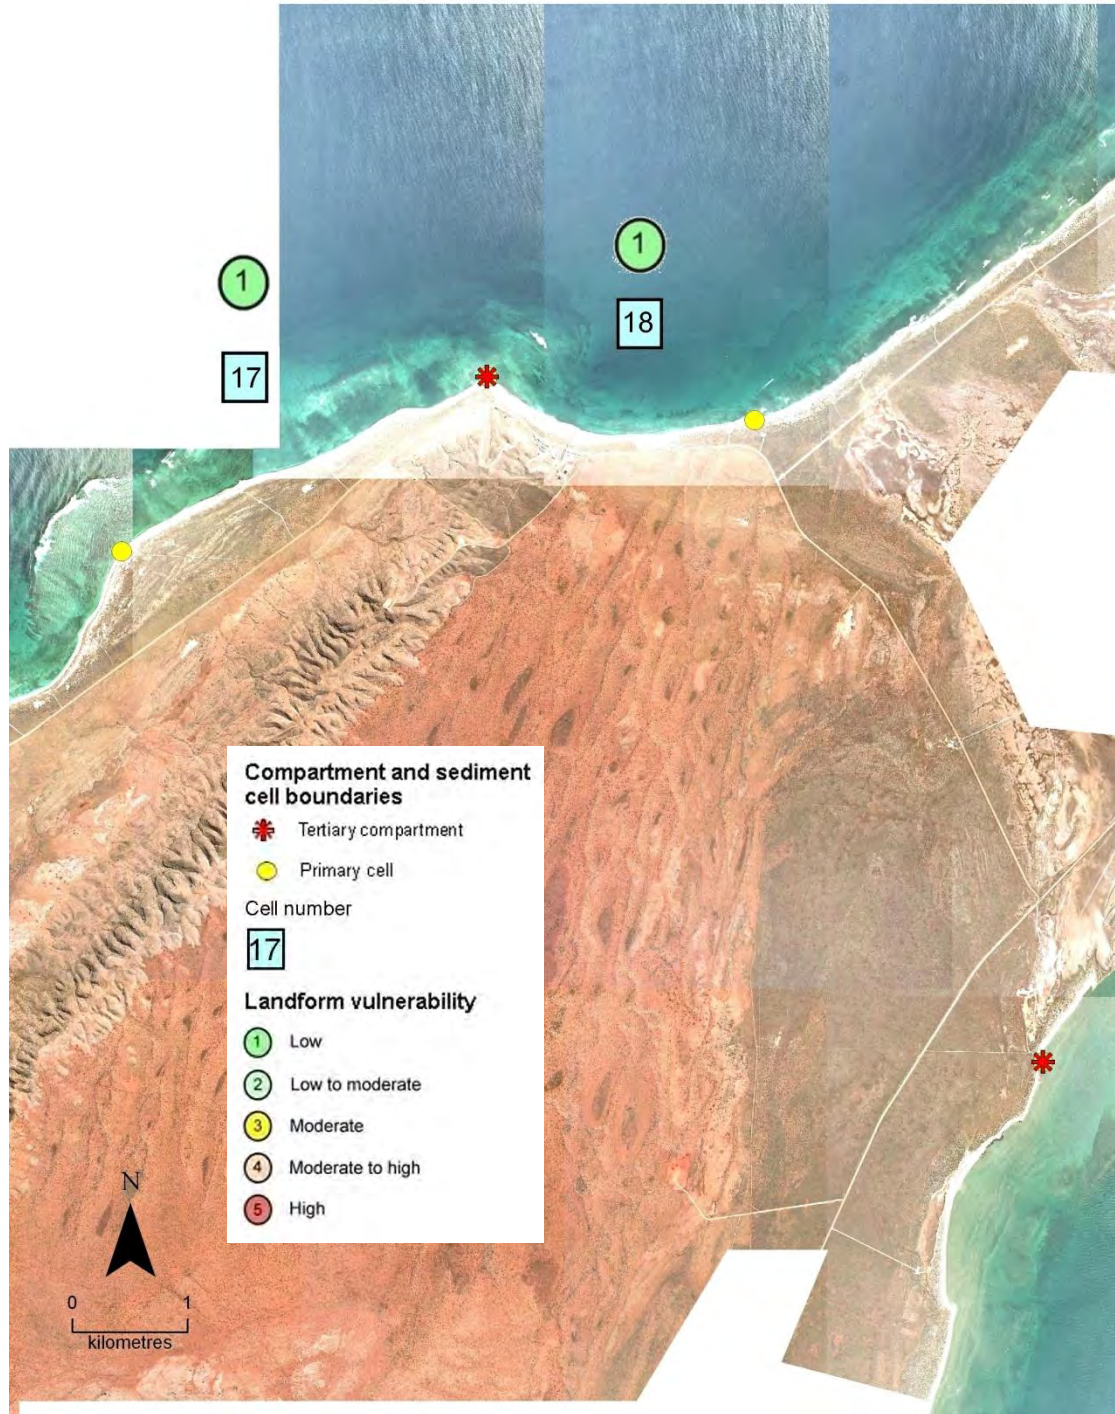 1
17
1
18
Compartment and sediment
cell boundaries
Tertiary compartment
Primary cell
Cell number
17
Landform vulnerability
1 Low
2 Low to moderate
3 Moderate
4 Moderate to high
5 High
N
0 1
kilometres